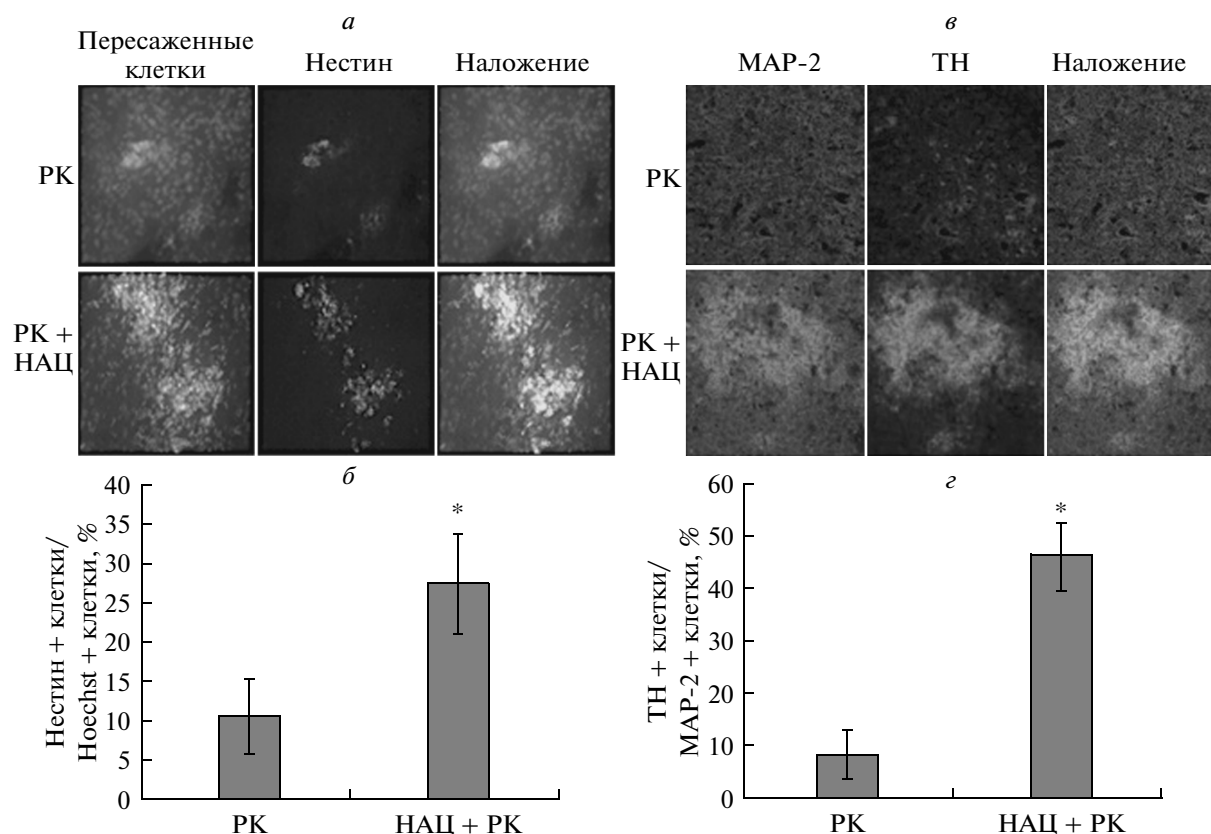 а
Пересаженные
клетки
Нестин
Наложение
РК
РК +
НАЦ
в
MAP-2
TH
Наложение
РК
РК +
НАЦ
б
Нестин + клетки/
Hoechst + клетки, %
40
35
30
25
20
15
10
5
0
*
РК
НАЦ + РК
г
TH + клетки/
MAP-2 + клетки, %
60
50
40
30
20
10
0
*
РК
НАЦ + РК